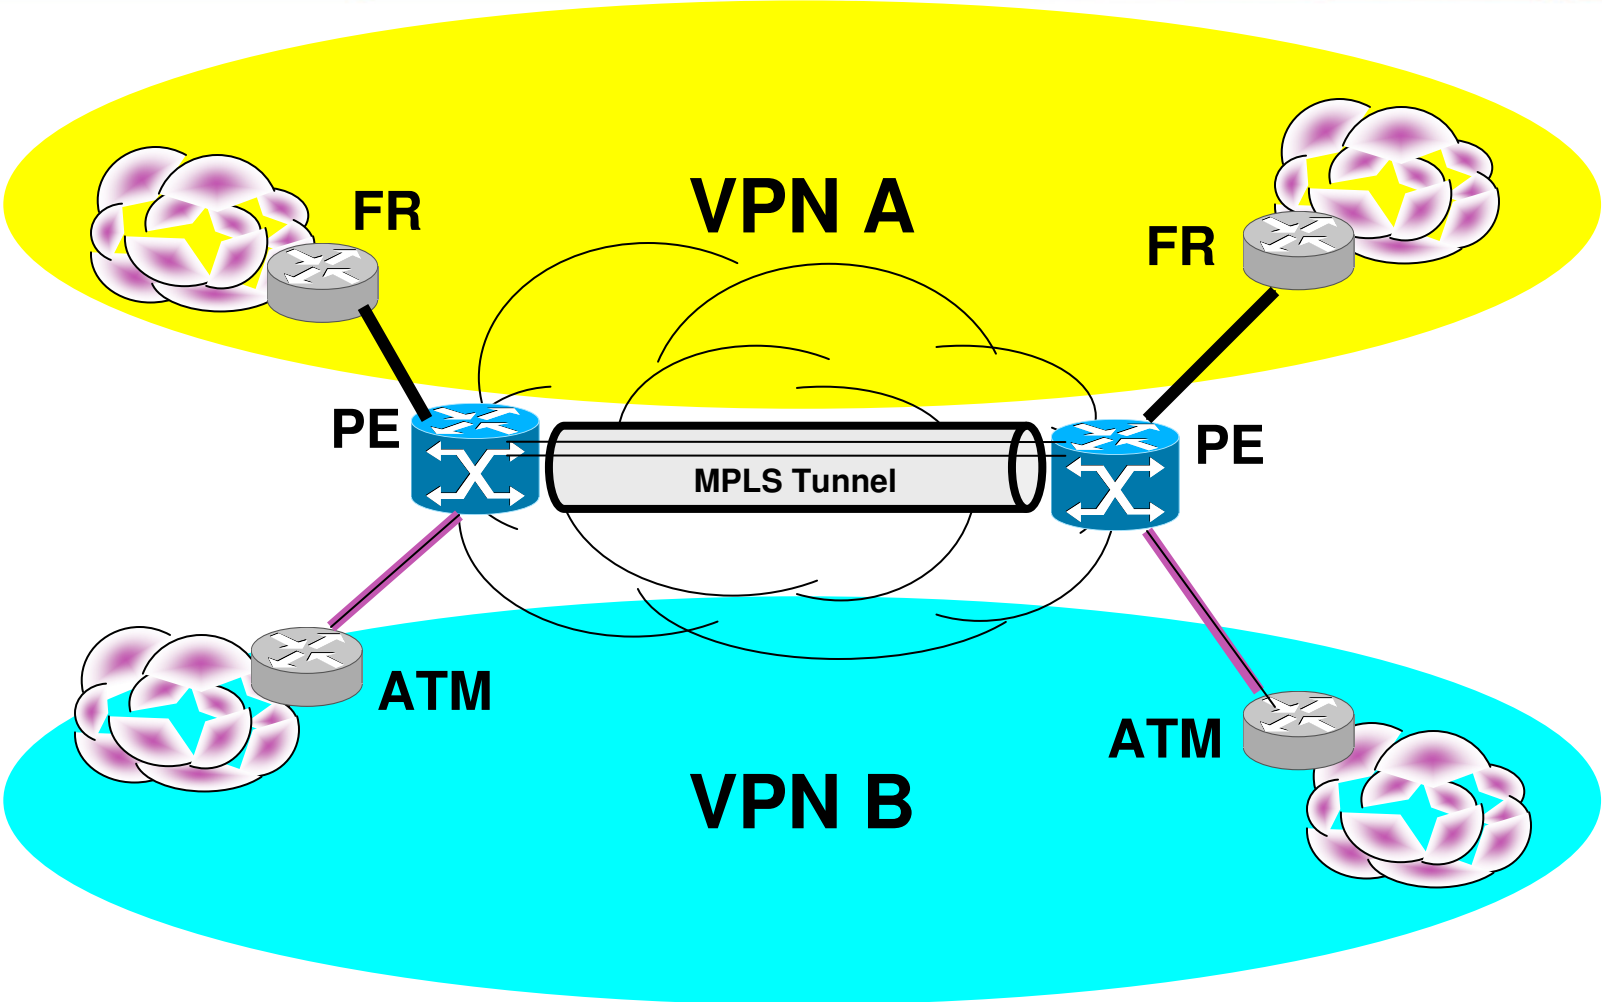 VPN A
FR
FR
PE
PE
MPLS Tunnel
ATM
ATM
VPN B